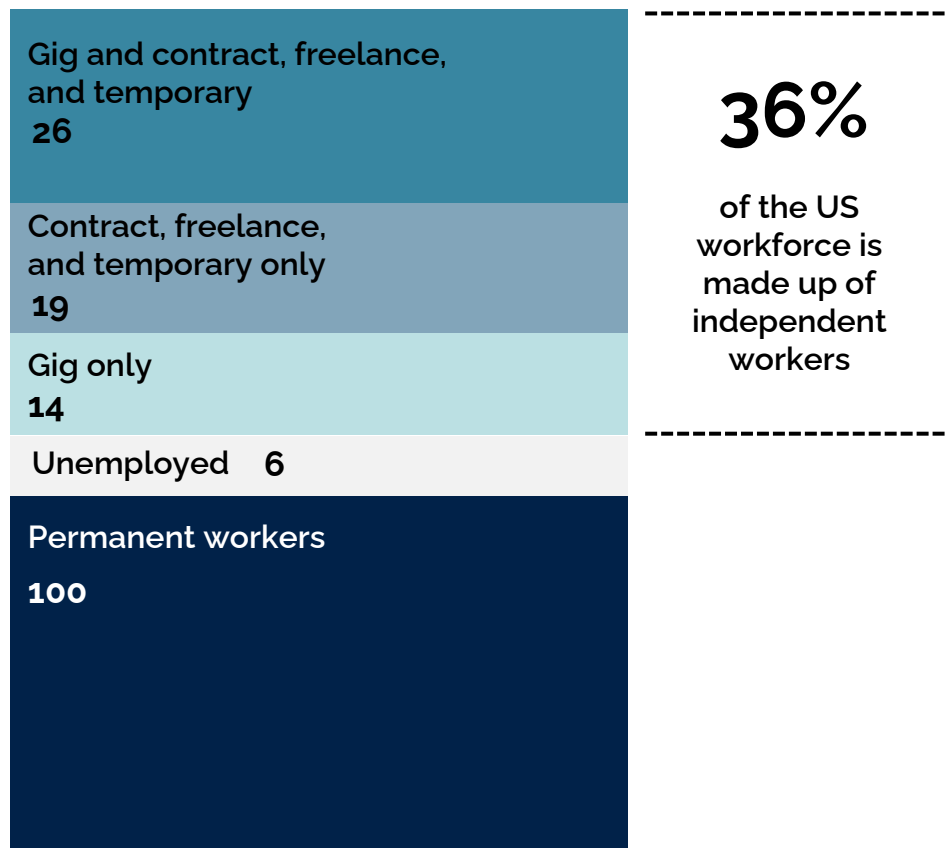 Gig and contract, freelance,
and temporary
26
Contract, freelance,
and temporary only
19
Gig only
14
Unemployed 6
Permanent workers
100
36%
of the US
workforce is
made up of
independent
workers